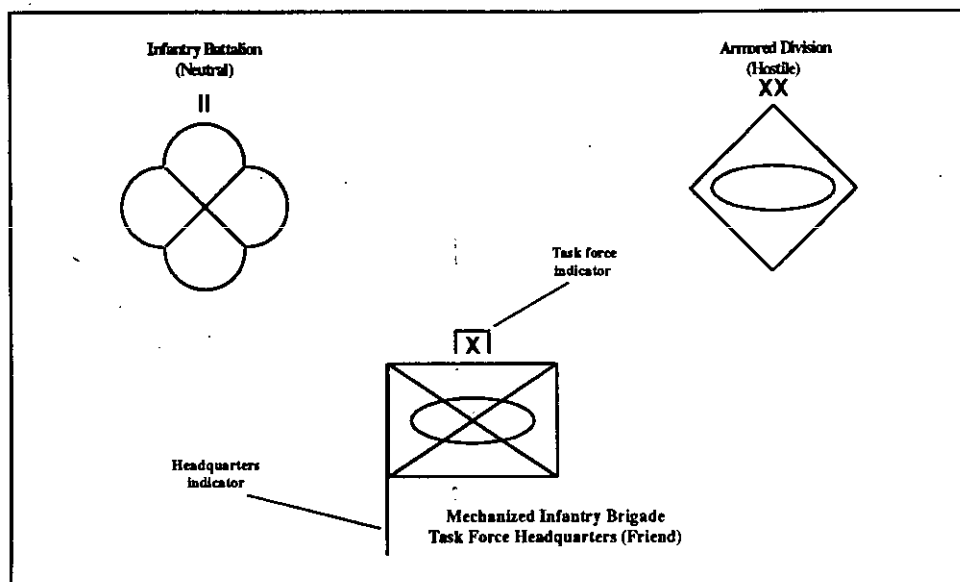 Infantry Battalion
(Neutral)
II
Armored Division
(Hostile)
XX
Task force
indicator
X
Headquarters
indicator
Mechanized Infantry Brigade
Task Force Headquarters (Friend)